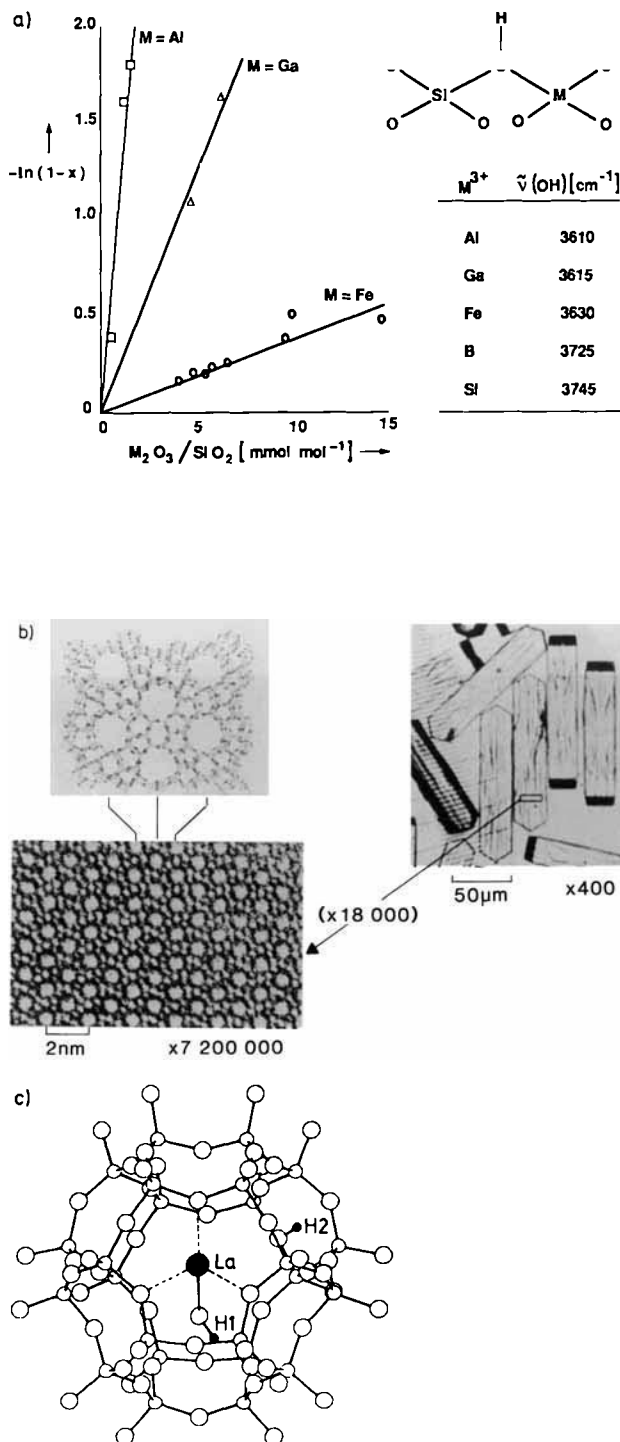 a)
2.0
1.5
1.0
0.5
0
-ln (1-x)
M = Al
M = Ga
M = Fe
0 5 10 15
M₂O₃/SiO₂ [mmol mol⁻¹]
H
Si M
O O O O
M³⁺ ṽ (OH) [cm⁻¹]
Al 3610
Ga 3615
Fe 3630
B 3725
Si 3745
b)
50µm x400
(x18 000)
2nm x7 200 000
c)
La
H1
H2